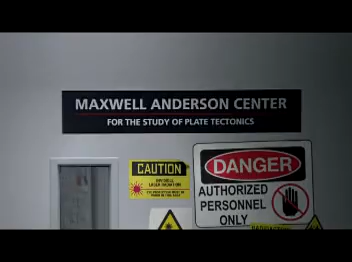 MAXWELL ANDERSON CENTER
FOR THE STUDY OF PLATE TECTONICS
CAUTION
DANGER
AUTHORIZED
PERSONNEL
ONLY